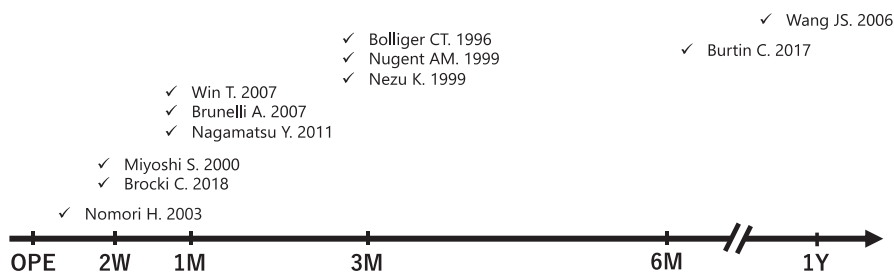 ✓ Wang JS. 2006
✓ Bolliger CT. 1996
✓ Burtin C. 2017
✓ Nugent AM. 1999
✓ Nezu K. 1999
✓ Win T. 2007
✓ Brunelli A. 2007
✓ Nagamatsu Y. 2011
✓ Miyoshi S. 2000
✓ Brocki C. 2018
✓ Nomori H. 2003
OPE 2W 1M 3M 6M 1Y